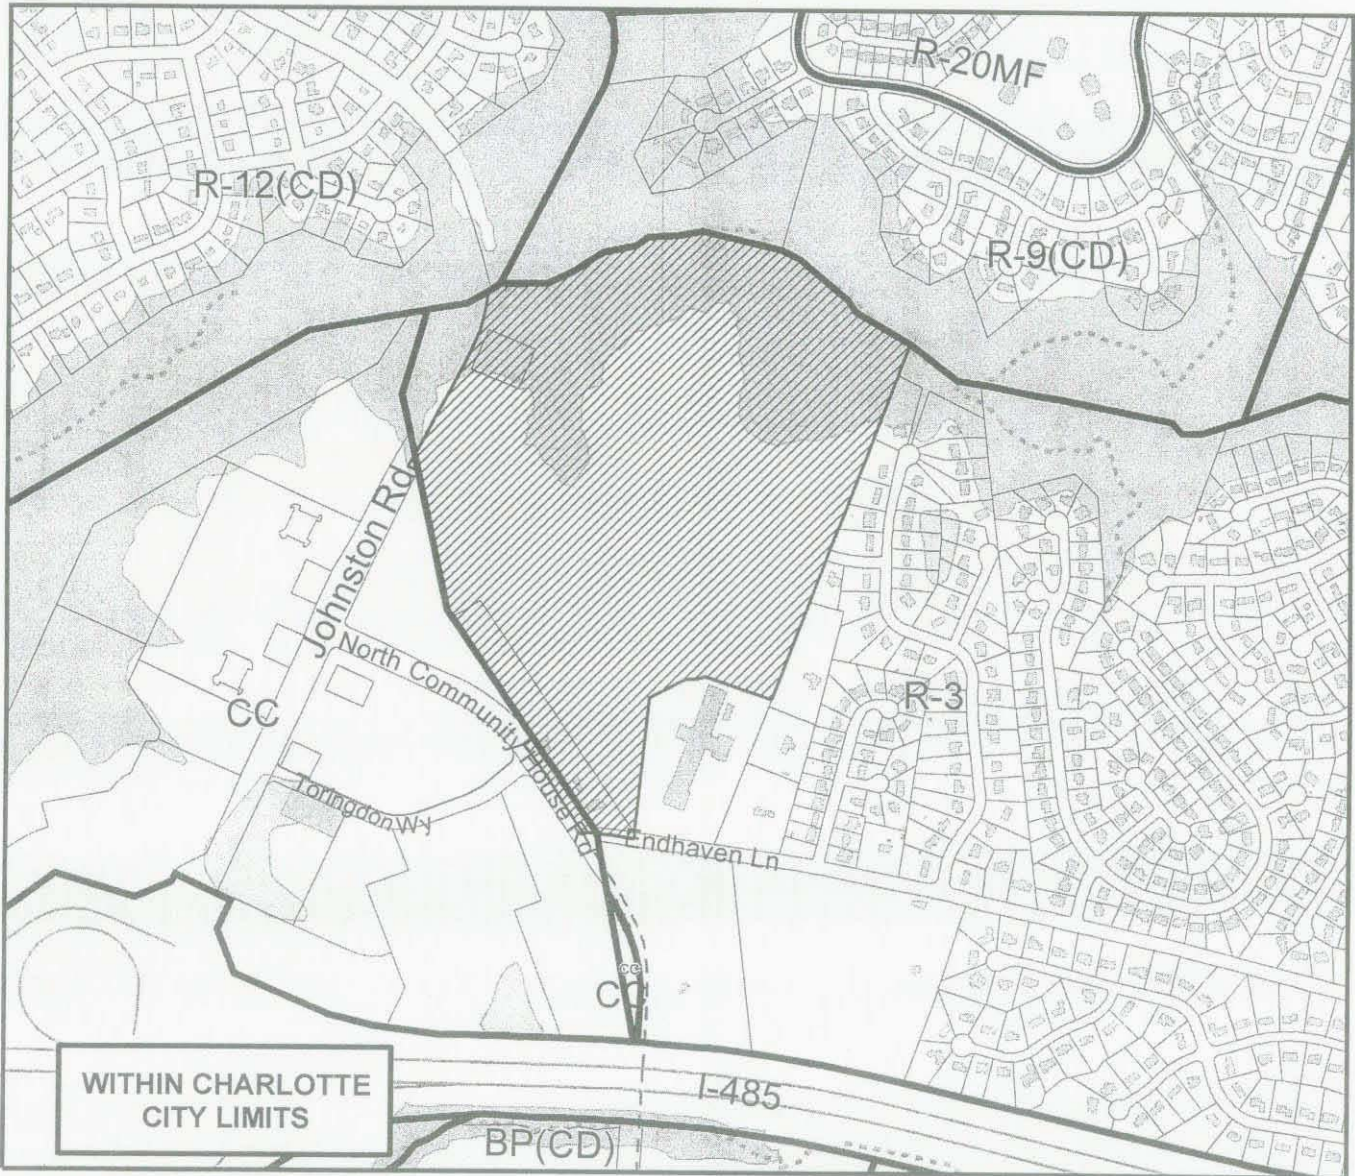 R-20MF
R-12(CD)
R-9(CD)
Johnston Rd
North Community House Rd
R-3
CC
Toringdon Wy
Endhaven Ln
CC
CC
I-485
WITHIN CHARLOTTE
CITY LIMITS
BP(CD)